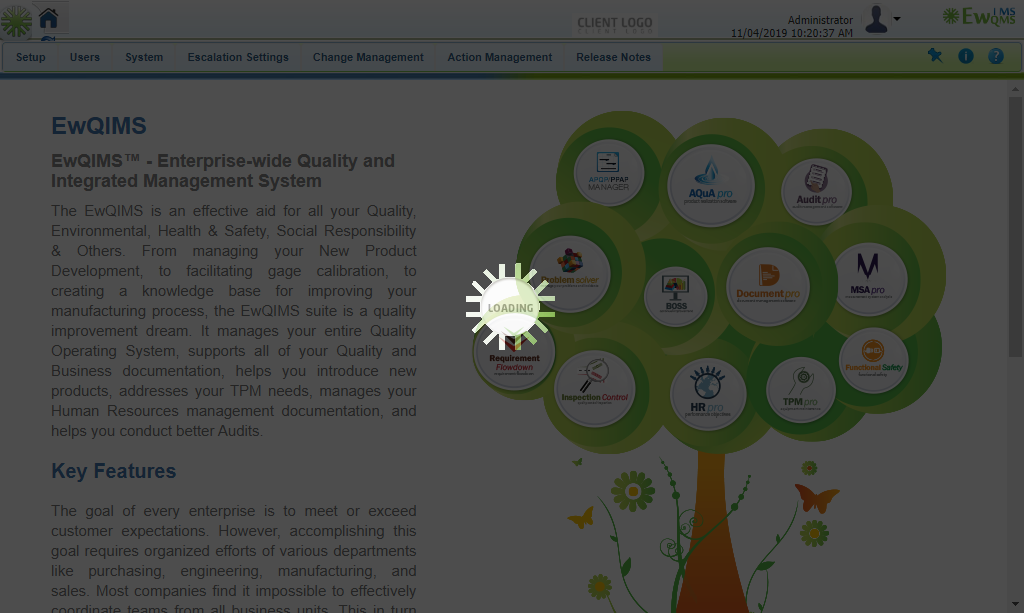 CLIENT LOGO
Administrator
11/04/2019 10:20:37 AM
EwQIMS
QMS
Setup
Users
System
Escalation Settings
Change Management
Action Management
Release Notes
EwQIMS
EwQIMS™ - Enterprise-wide Quality and
Integrated Management System
The EwQIMS is an effective aid for all your Quality,
Environmental, Health & Safety, Social Responsibility
& Others. From managing your New Product
Development, to facilitating gage calibration, to
creating a knowledge base for improving your
manufacturing process, the EwQIMS suite is a quality
improvement dream. It manages your entire Quality
Operating System, supports all of your Quality and
Business documentation, helps you introduce new
products, addresses your TPM needs, manages your
Human Resources management documentation, and
helps you conduct better Audits.
Key Features
The goal of every enterprise is to meet or exceed
customer expectations. However, accomplishing this
goal requires organized efforts of various departments
like purchasing, engineering, manufacturing, and
sales. Most companies find it impossible to effectively
coordinate teams from all business units. This in turn
APQP/PPAP
MANAGER
AQuA pro
Audit pro
Problem solver
BOSS
Document pro
MSA pro
LOADING
Requirement
Flowdown
Inspection Control
HR pro
TPM pro
Functional Safety